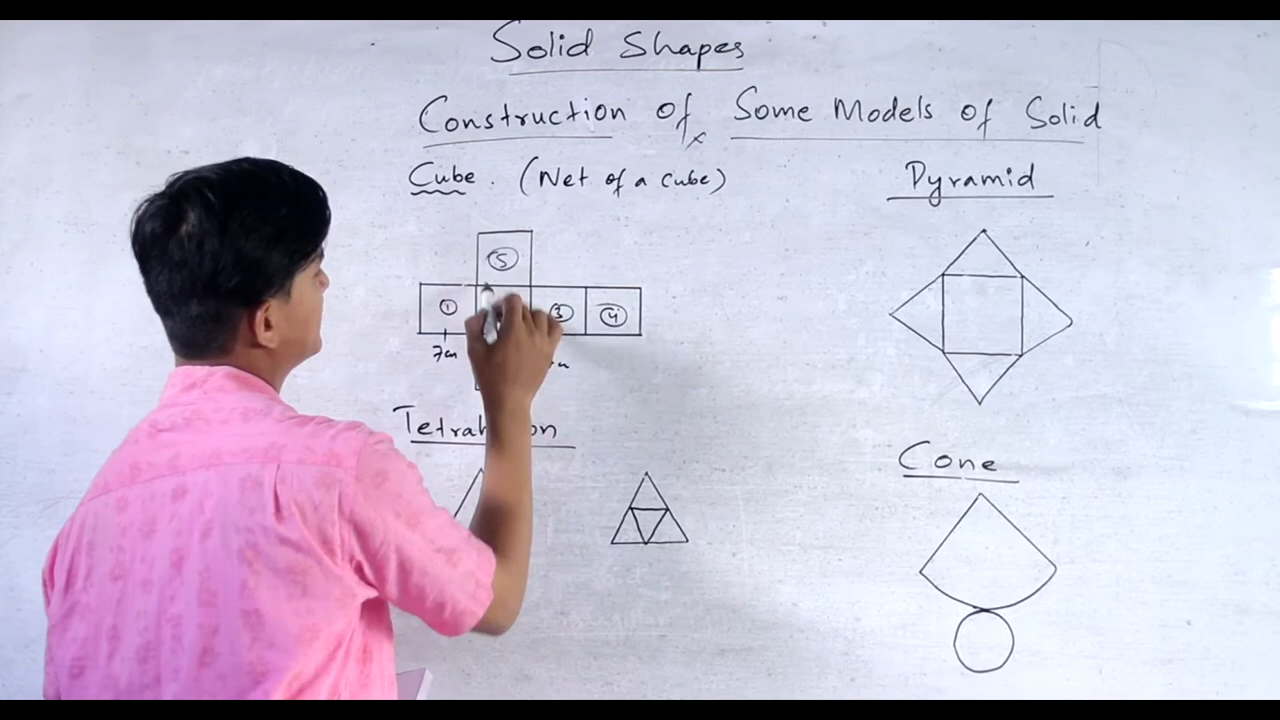 Solid Shapes
Construction of Some Models of Solid
Cube. (Net of a cube)
Pyramid
5
1 3 4
7cm
Cone